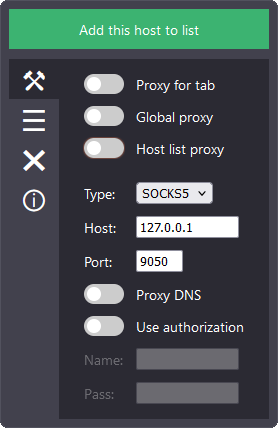 Add this host to list
Proxy for tab
Global proxy
Host list proxy
Type: SOCKS5
Host: 127.0.0.1
Port: 9050
Proxy DNS
Use authorization
Name:
Pass: